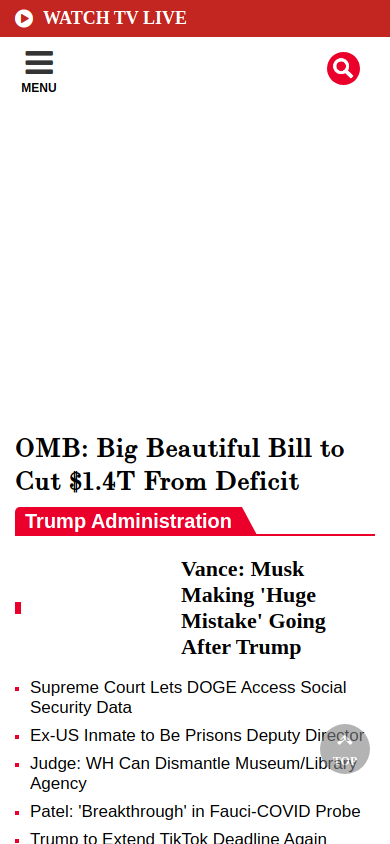 WATCH TV LIVE
MENU
OMB: Big Beautiful Bill to
Cut $1.4T From Deficit
Trump Administration
Vance: Musk
Making 'Huge
Mistake' Going
After Trump
Supreme Court Lets DOGE Access Social
Security Data
Ex-US Inmate to Be Prisons Deputy Director
Judge: WH Can Dismantle Museum/Library
Agency
TOP
Patel: 'Breakthrough' in Fauci-COVID Probe
Trump to Extend TikTok Deadline Again